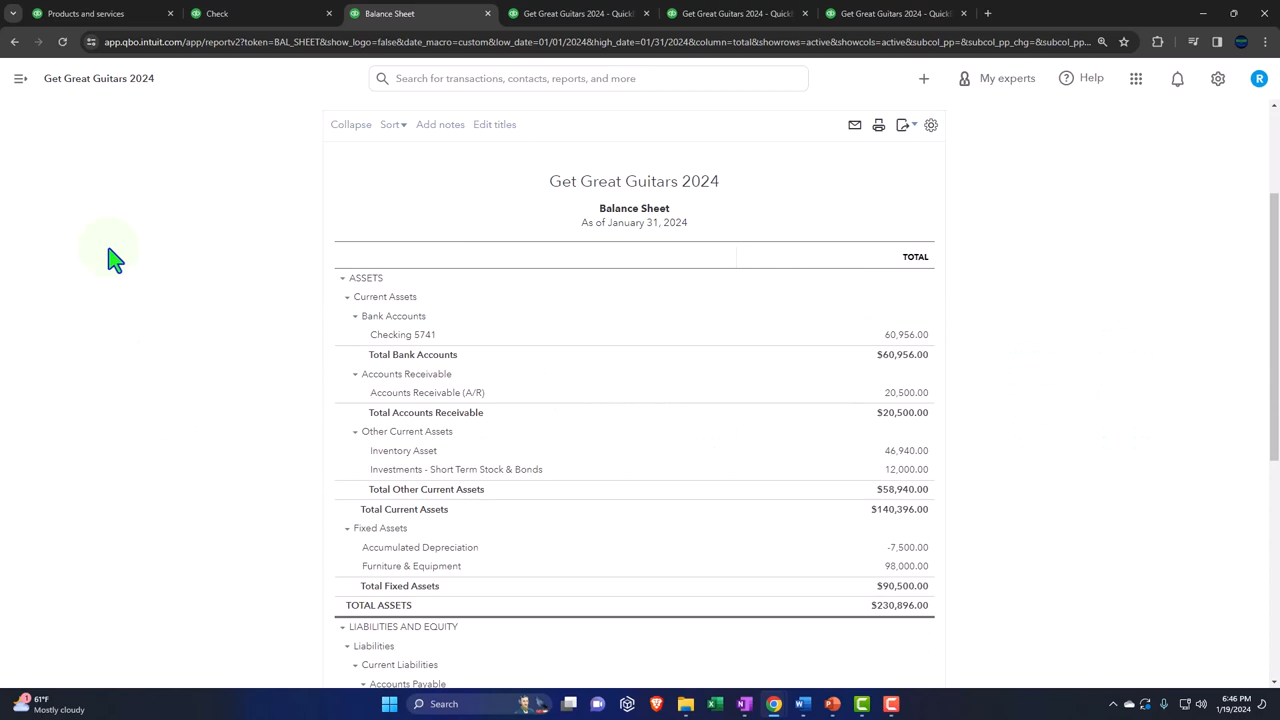 Products and services
Check
Balance Sheet
Get Great Guitars 2024 - Quick
Get Great Guitars 2024 - Quick
Get Great Guitars 2024 - Quick
app.qbo.intuit.com/app/report2?token=BAL_SHEET&low_date=01/01/2024&high_date=01/31/2024&column=total&showrows=active&showcols=active&subcol_pp_chg=&subcol_pp=
Get Great Guitars 2024
Search for transactions, contacts, reports, and more
My experts
Help
R
Collapse Sort Add notes Edit titles
Get Great Guitars 2024
Balance Sheet
As of January 31, 2024
TOTAL
ASSETS
Current Assets
Bank Accounts
Checking 5741 60,956.00
Total Bank Accounts $60,956.00
Accounts Receivable
Accounts Receivable (A/R) 20,500.00
Total Accounts Receivable $20,500.00
Other Current Assets
Inventory Asset 46,940.00
Investments - Short Term Stock & Bonds 12,000.00
Total Other Current Assets $58,940.00
Total Current Assets $140,396.00
Fixed Assets
Accumulated Depreciation -7,500.00
Furniture & Equipment 98,000.00
Total Fixed Assets $90,500.00
TOTAL ASSETS $230,896.00
LIABILITIES AND EQUITY
Liabilities
Current Liabilities
Accounts Payable
61°F
Mostly cloudy
Search
6:46 PM
1/19/2024